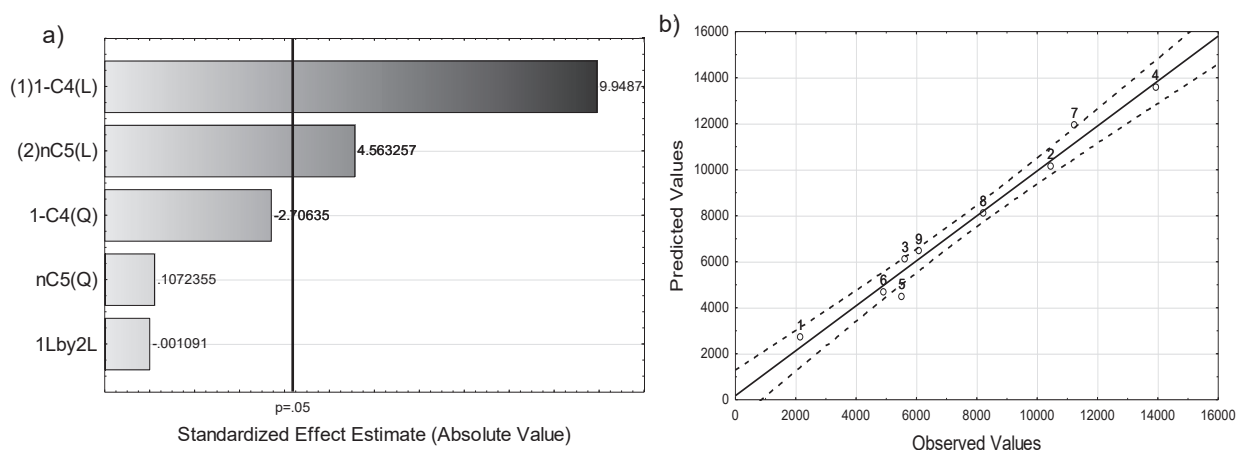 a)
(1)1-C4(L)
9.9487
(2)nC5(L)
4.563257
1-C4(Q)
-2.70635
nC5(Q)
.1072355
1Lby2L
-.001091
p=.05
Standardized Effect Estimate (Absolute Value)
b)
16000
14000
12000
10000
8000
6000
4000
2000
0
Predicted Values
1
2
3
4
5
6
7
8
9
0 2000 4000 6000 8000 10000 12000 14000 16000
Observed Values